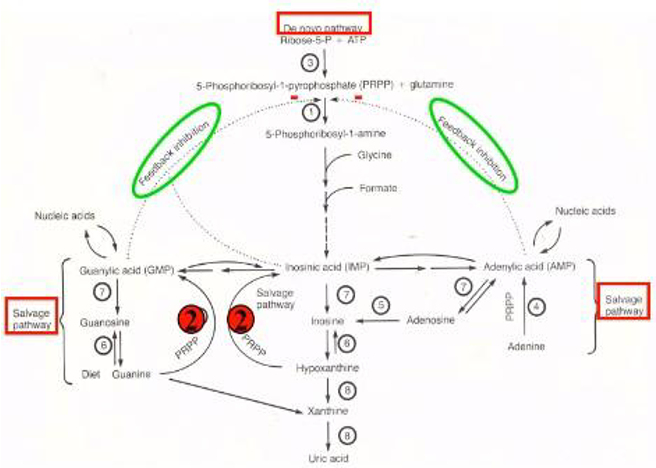 De novo pathway
Ribose-5-P + ATP
3
5-Phosphoribosyl-1-pyrophosphate (PRPP) + glutamine
1
5-Phosphoribosyl-1-amine
Feedback inhibition
Feedback inhibition
Glycine
Formate
Nucleic acids
Nucleic acids
Guanylic acid (GMP)
Inosinic acid (IMP)
Adenylic acid (AMP)
7
Salvage
pathway
7
5
7
PRPP
4
Salvage
pathway
Salvage
pathway
Guanosine
2
2
Inosine
Adenosine
6
PRPP
PRPP
6
Adenine
Diet Guanine
Hypoxanthine
8
Xanthine
8
Uric acid